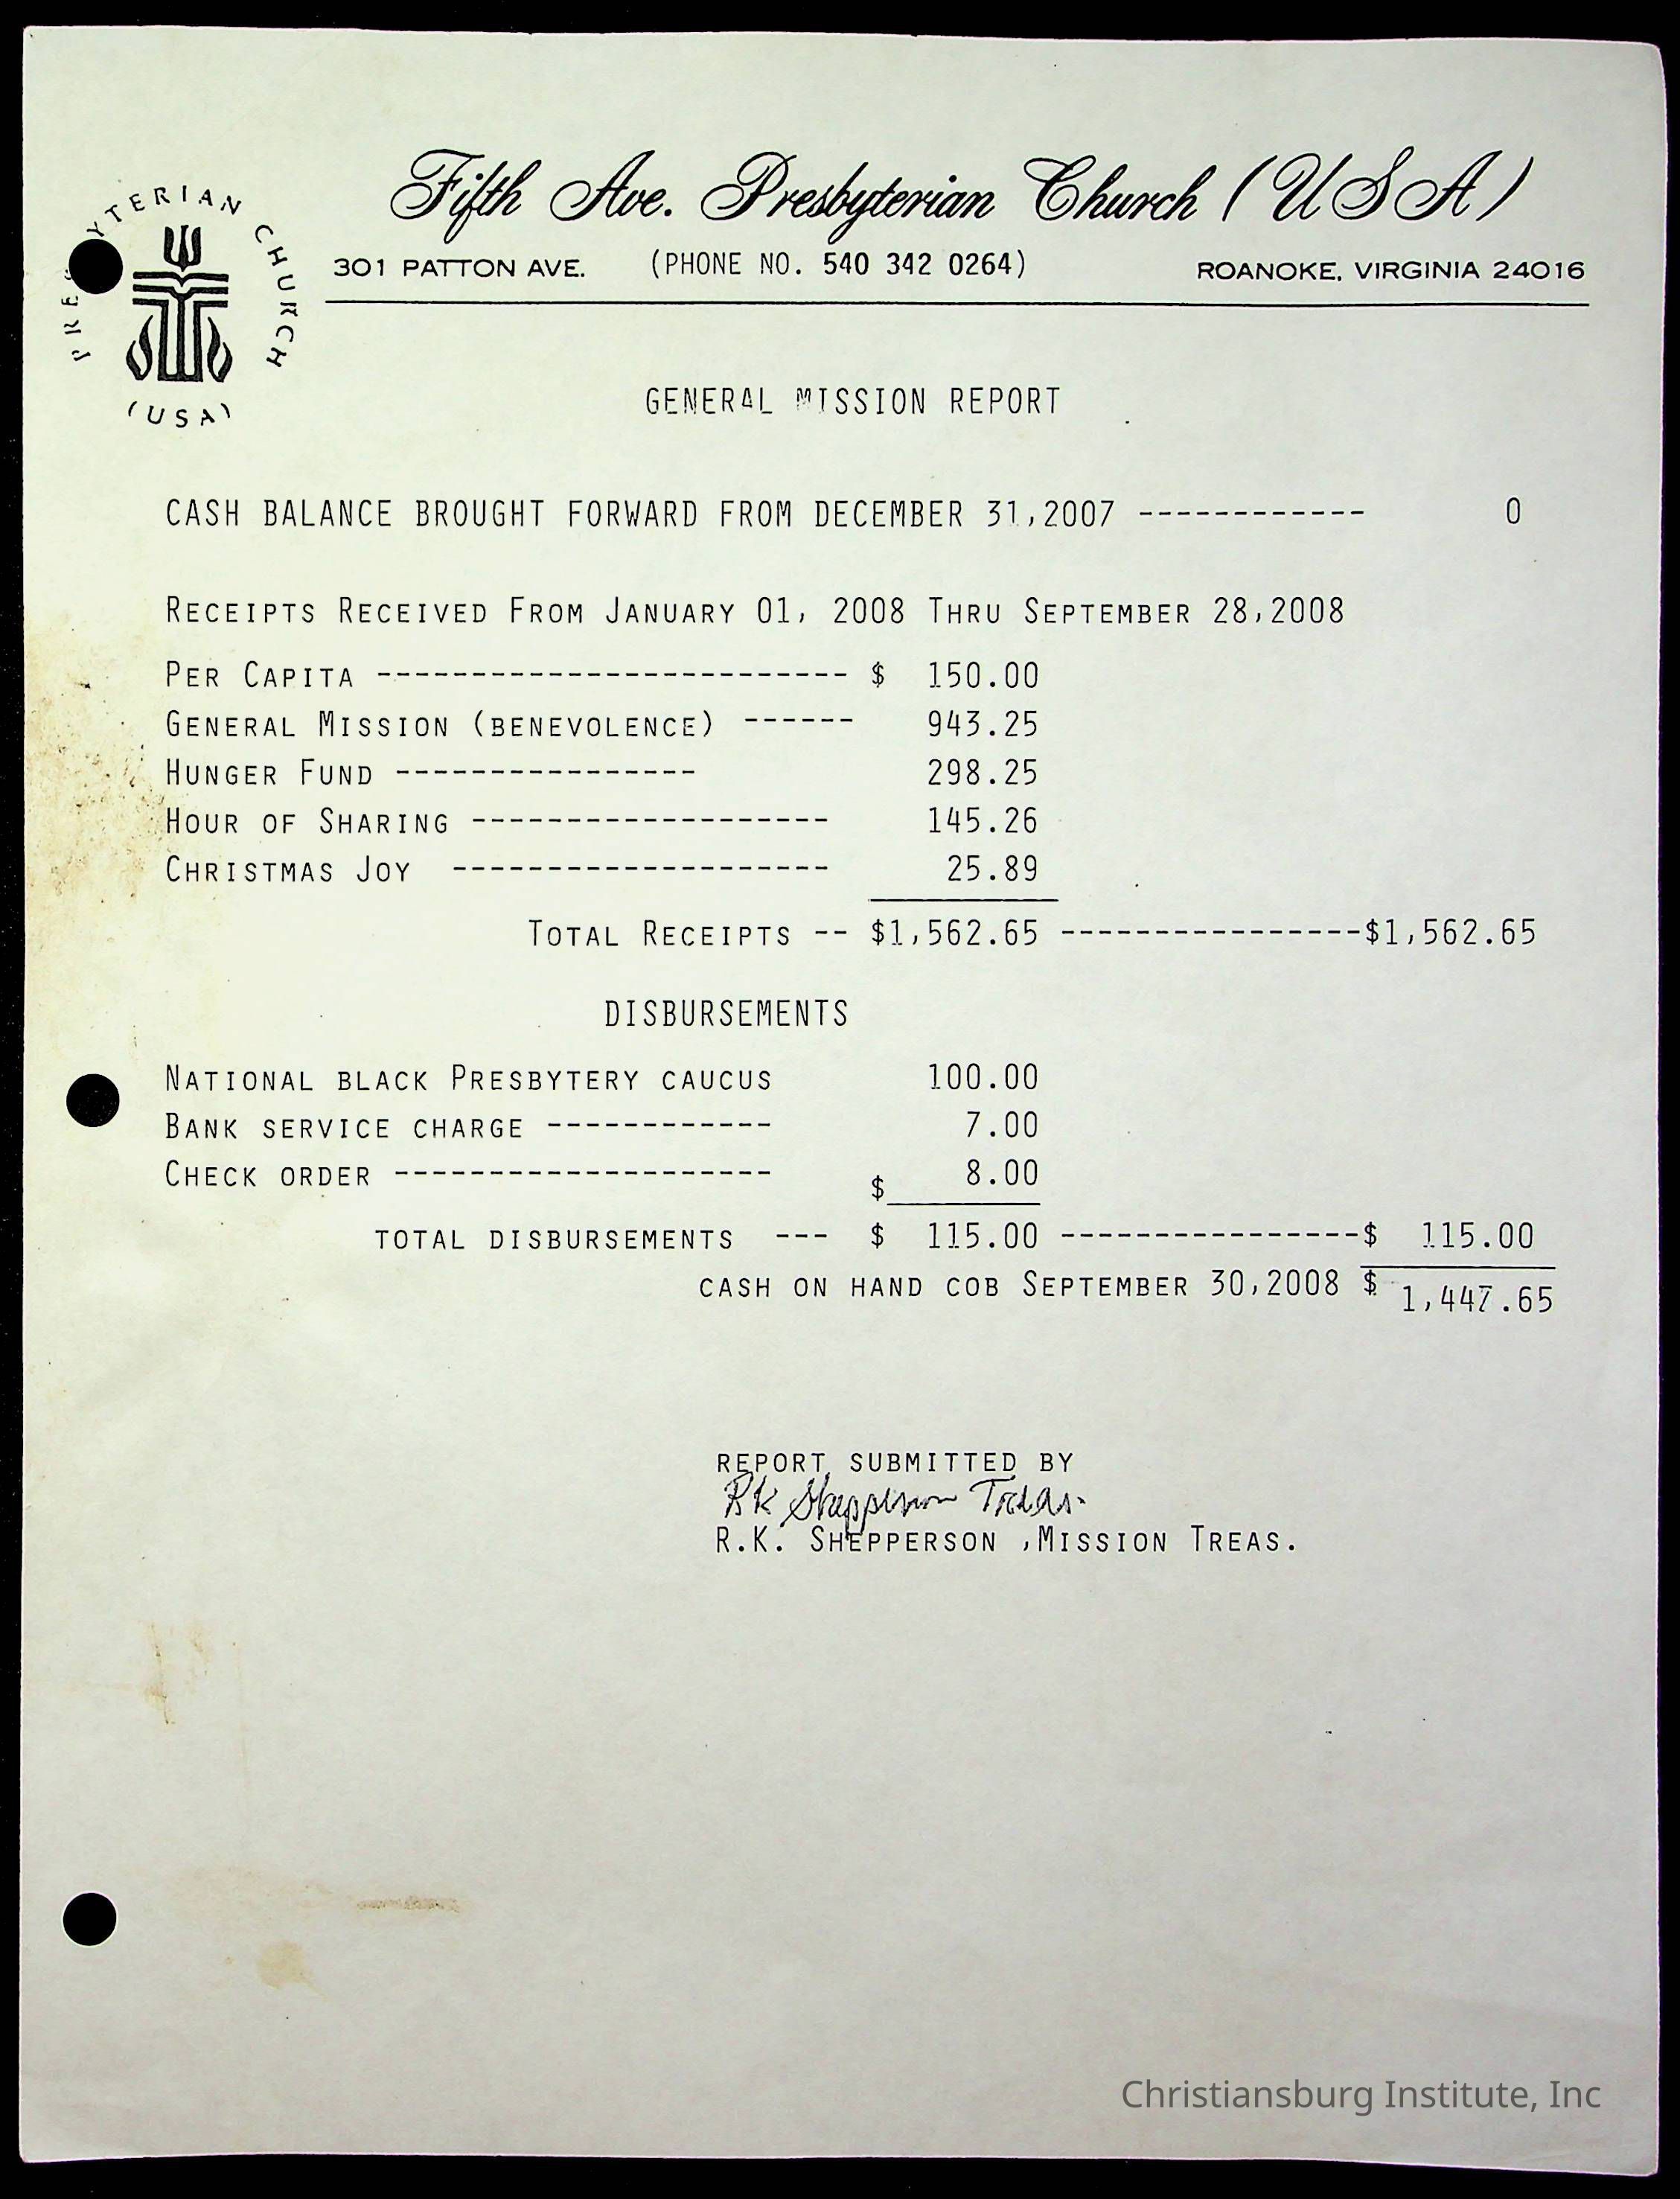 Fifth Ave. Presbyterian Church (USA)
PRESBYTERIAN CHURCH
(USA)
301 PATTON AVE. (PHONE NO. 540 342 0264) ROANOKE, VIRGINIA 24016
GENERAL MISSION REPORT
CASH BALANCE BROUGHT FORWARD FROM DECEMBER 31,2007 ------------ 0
RECEIPTS RECEIVED FROM JANUARY 01, 2008 THRU SEPTEMBER 28,2008
PER CAPITA ------------------------- $ 150.00
GENERAL MISSION (BENEVOLENCE) ------ 943.25
HUNGER FUND ---------------- 298.25
HOUR OF SHARING ------------------- 145.26
CHRISTMAS JOY -------------------- 25.89
TOTAL RECEIPTS -- $1,562.65 ----------------$1,562.65
DISBURSEMENTS
NATIONAL BLACK PRESBYTERY CAUCUS 100.00
BANK SERVICE CHARGE ------------ 7.00
CHECK ORDER -------------------- $ 8.00
TOTAL DISBURSEMENTS --- $ 115.00 ----------------$ 115.00
CASH ON HAND COB SEPTEMBER 30,2008 $ 1,447.65
REPORT SUBMITTED BY
RK Shepperson Treas.
R.K. SHEPPERSON ,MISSION TREAS.
Christiansburg Institute, Inc